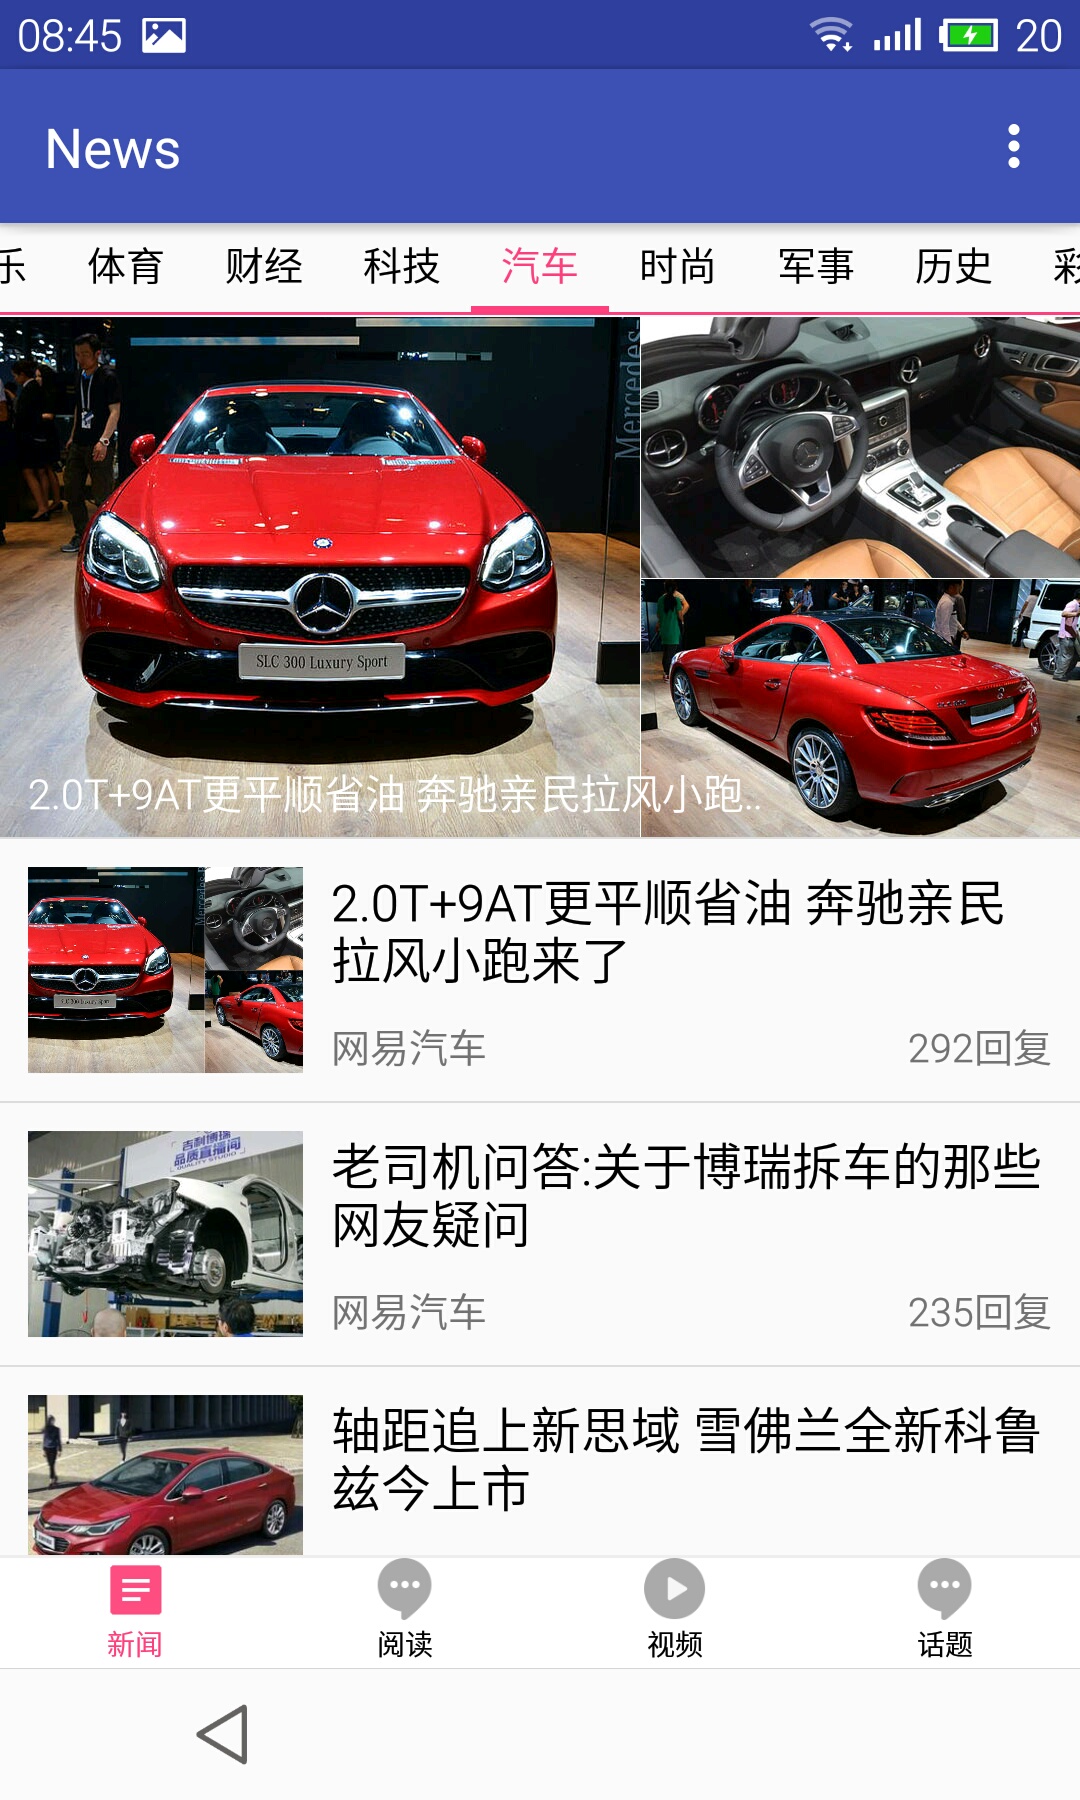 08:45
20
News
乐 体育 财经 科技 汽车 时尚 军事 历史 彩
Mercedes-
SLC 300 Luxury Sport
2.0T+9AT更平顺省油 奔驰亲民拉风小跑..
2.0T+9AT更平顺省油 奔驰亲民
拉风小跑来了
网易汽车 292回复
吉利博瑞
品质直播间
QUALITY STUDIO
老司机问答:关于博瑞拆车的那些
网友疑问
网易汽车 235回复
轴距追上新思域 雪佛兰全新科鲁
兹今上市
新闻 阅读 视频 话题